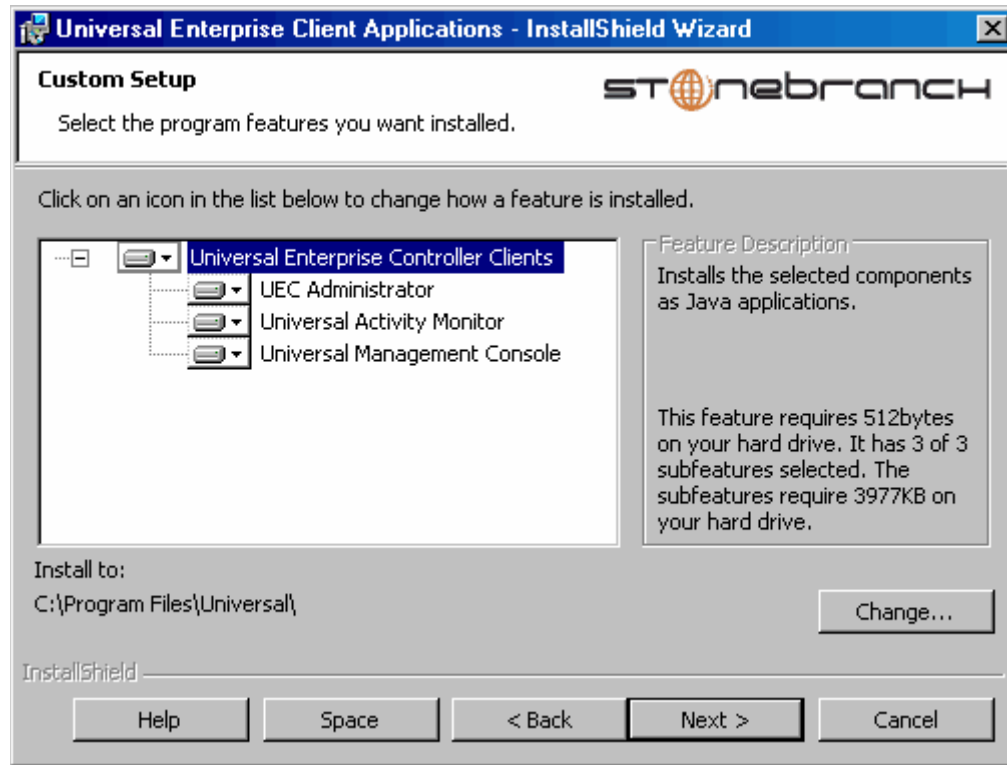 Universal Enterprise Client Applications - InstallShield Wizard
Custom Setup
STONEBRANCH
Select the program features you want installed.
Click on an icon in the list below to change how a feature is installed.
Universal Enterprise Controller Clients
UEC Administrator
Universal Activity Monitor
Universal Management Console
Feature Description
Installs the selected components
as Java applications.
This feature requires 512bytes
on your hard drive. It has 3 of 3
subfeatures selected. The
subfeatures require 3977KB on
your hard drive.
Install to:
C:\Program Files\Universal\
Change...
InstallShield
Help
Space
< Back
Next >
Cancel